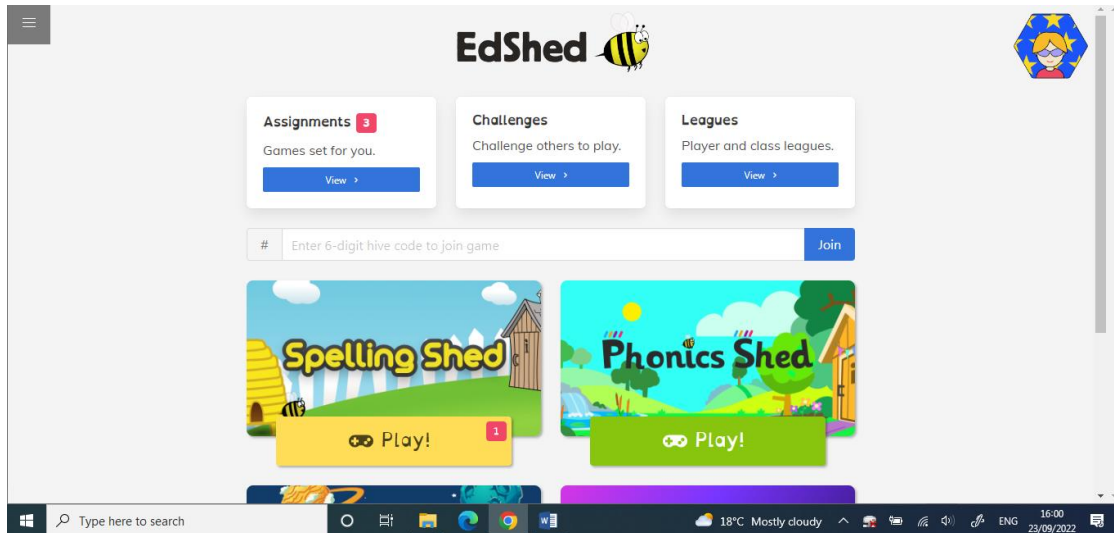 EdShed
Assignments 3
Games set for you.
View >
Challenges
Challenge others to play.
View >
Leagues
Player and class leagues.
View >
# Enter 6-digit hive code to join game Join
Spelling Shed
Play! 1
Phonics Shed
Play!
Type here to search
18°C Mostly cloudy
ENG
16:00
23/09/2022